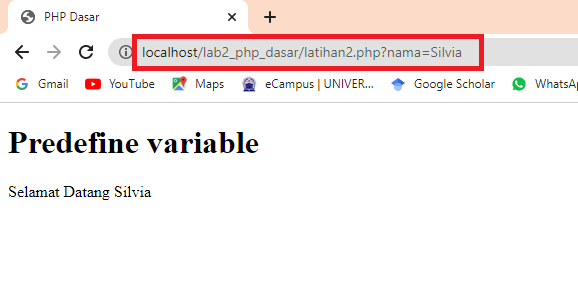 PHP Dasar
localhost/lab2_php_dasar/latihan2.php?nama=Silvia
Gmail YouTube Maps eCampus | UNIVER... Google Scholar WhatsA
Predefine variable
Selamat Datang Silvia